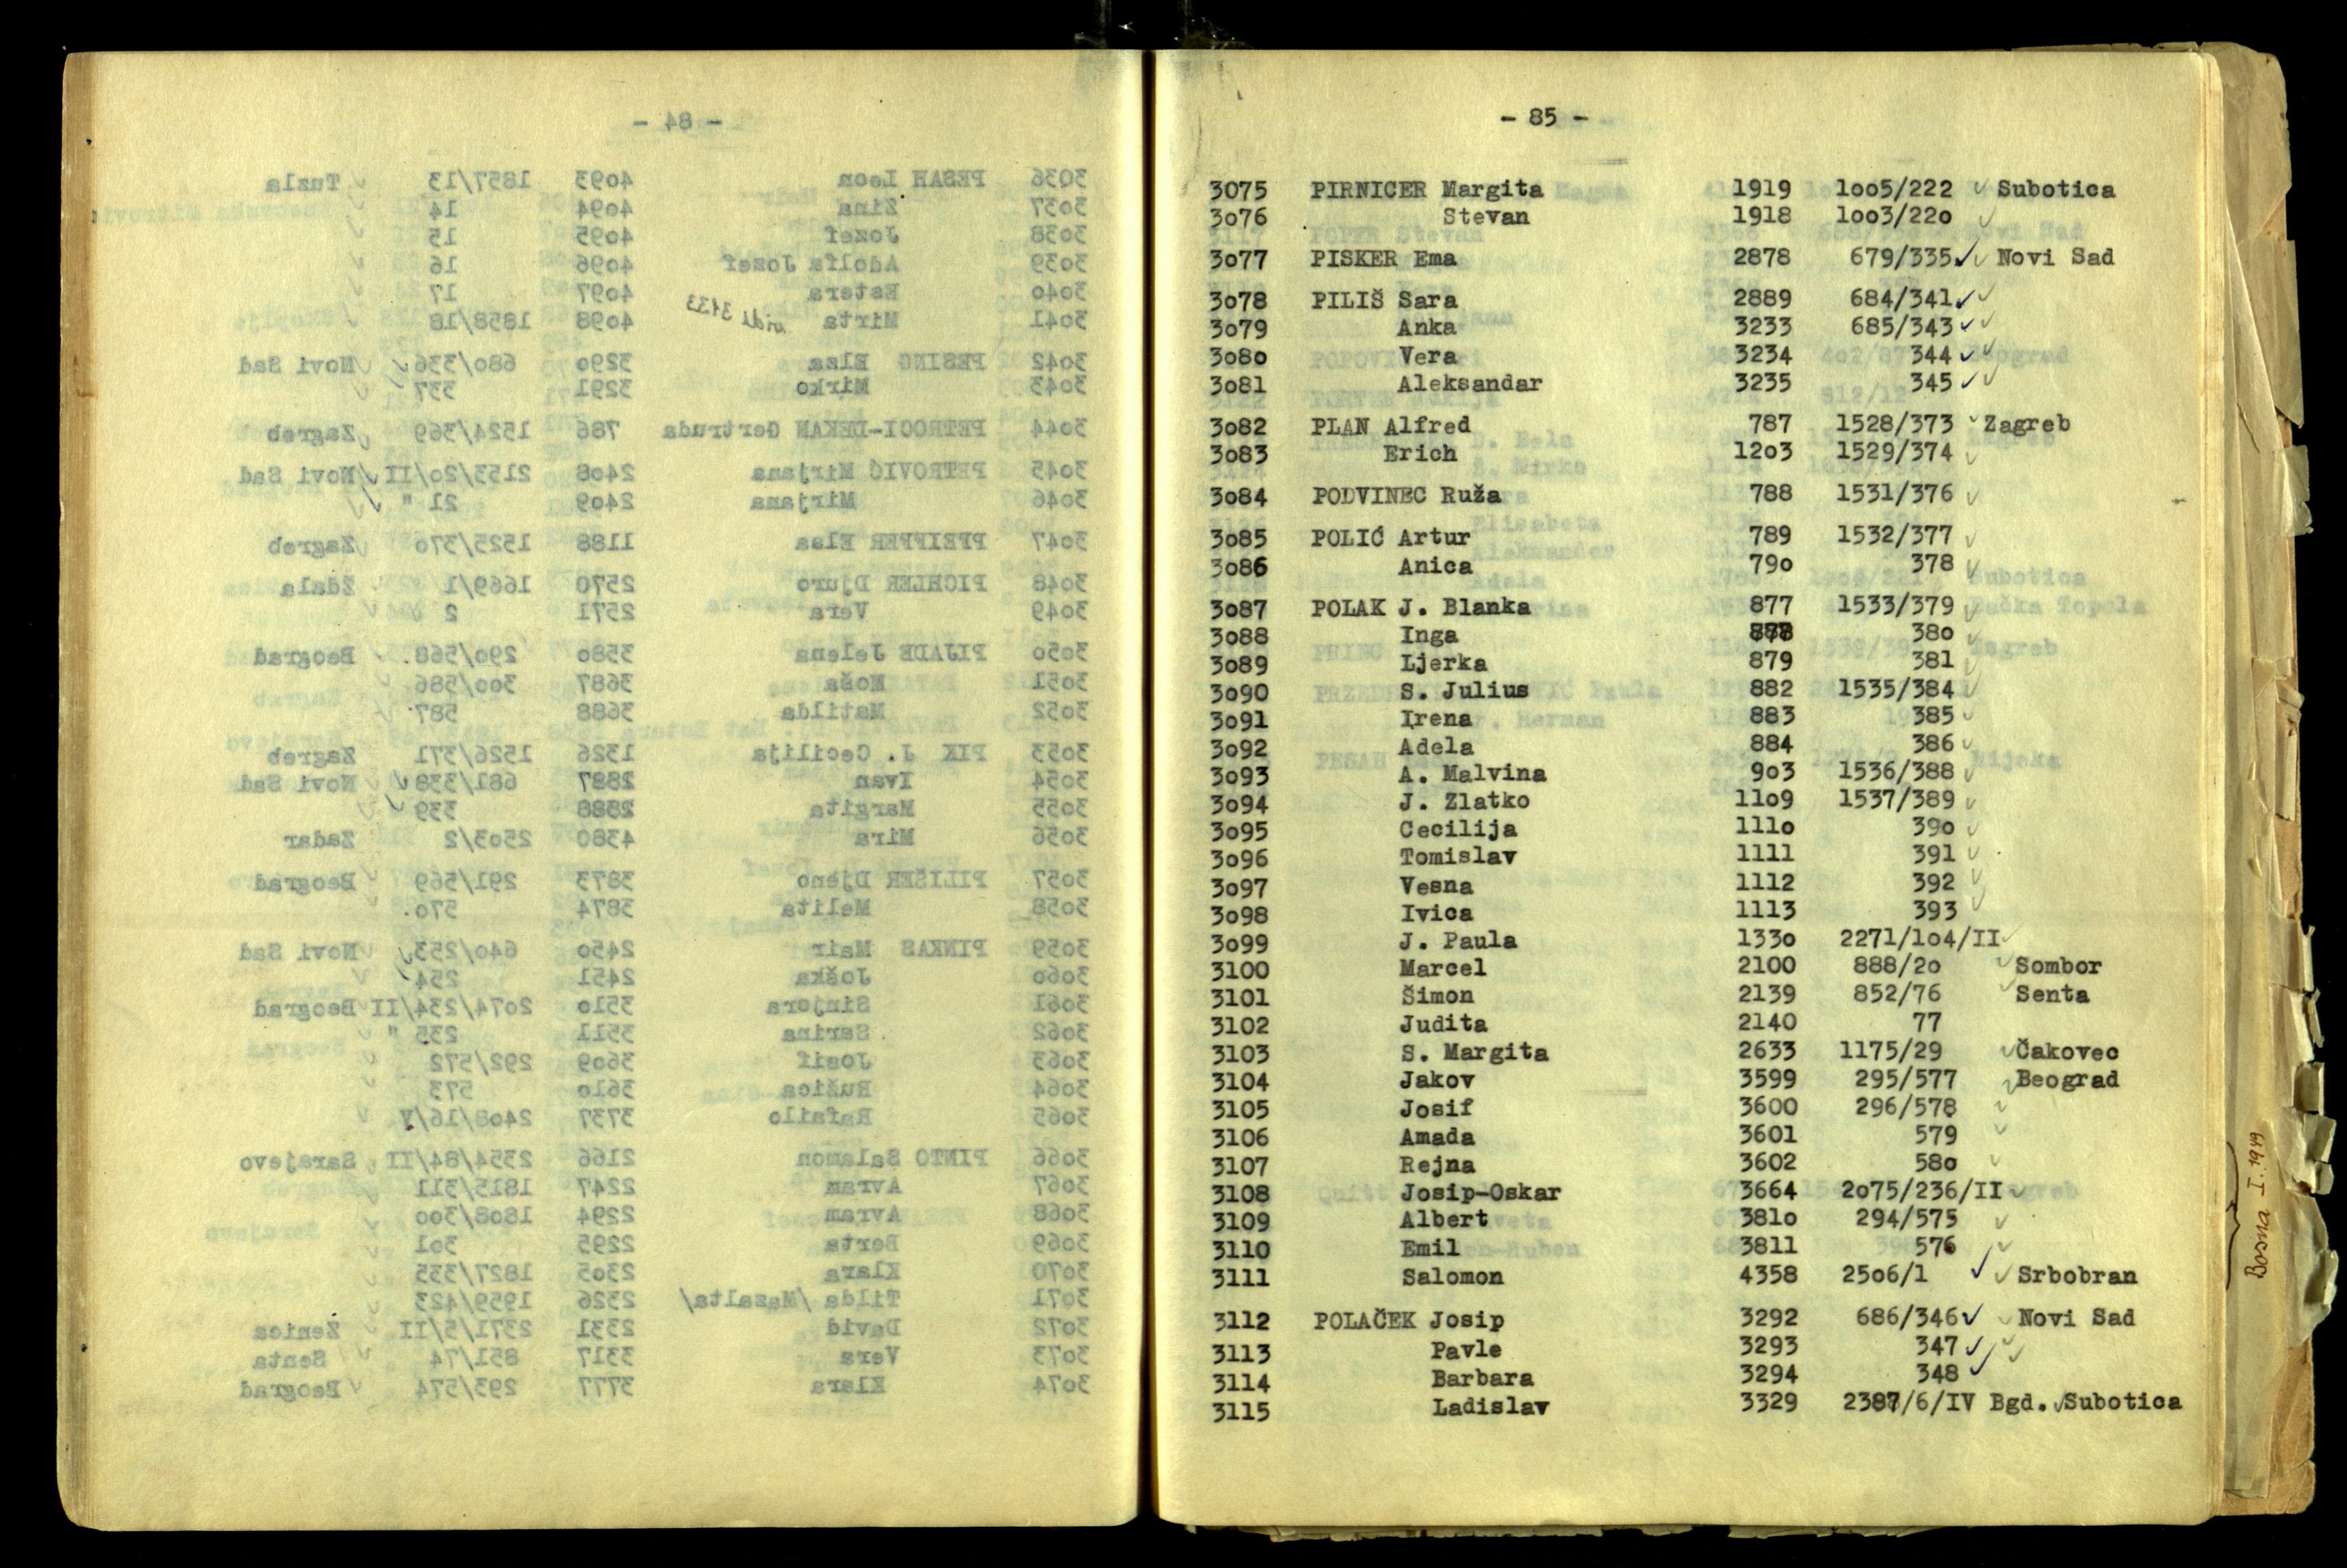 - 84 -
3036 PESAH Leon 4093 1857/13 Tuzla
3037 Zina 4094 14
3038 Jozef 4095 15
3039 Adolfa Jozef 4096 16
3040 Estera 4097 17
3041 Mirta vidi 3433 4098 1858/18
3042 PESING Elza 3290 680/336 Novi Sad
3043 Mirko 3291 337
3044 PETROCI-DEKAN Gertruda 786 1524/369 Zagreb
3045 PETROVIĆ Mirjana 2408 2153/20/II Novi Sad
3046 Mirjana 2409 21 "
3047 PFEIFFER Elsa 1188 1525/370 Zagreb
3048 PICHLER Djuro 2570 1669/1 Ždala
3049 Vera 2571 2
3050 PIJADE Jelena 3580 290/568. Beograd
3051 Moša 3687 300/586
3052 Matilda 3688 587
3053 PIK J. Cecilija 1326 1526/371 Zagreb
3054 Ivan 2887 681/338 Novi Sad
3055 Margita 2888 339
3056 Mira 4380 2503/2 Zadar
3057 PILIŠER Djeno 3873 291/569 Beograd
3058 Melita 3874 570.
3059 PINKAS Mair 2450 640/253 Novi Sad
3060 Joška 2451 254
3061 Sinjora 3510 2074/234/II Beograd
3062 Sarina 3511 235 "
3063 Josif 3609 292/572
3064 Rušica 3610 573
3065 Rafailo 3737 2408/16/V
3066 PINTO Salamon 2166 2354/84/II Sarajevo
3067 Avram 2247 1815/311
3068 Avram 2294 1808/300
3069 Berta 2295 301
3070 Klara 2305 1827/335
3071 Tilda /Mazalta/ 2326 1959/423
3072 David 2331 2371/5/II Zenica
3073 Vera 3317 851/74 Senta
3074 Klara 3777 293/574 Beograd
- 85 -
3075 PIRNICER Margita 1919 1005/222 Subotica
3076 Stevan 1918 1003/220
3077 PISKER Ema 2878 679/335 Novi Sad
3078 PILIŠ Sara 2889 684/341
3079 Anka 3233 685/343
3080 Vera 3234 344
3081 Aleksandar 3235 345
3082 PLAN Alfred 787 1528/373 Zagreb
3083 Erich 1203 1529/374
3084 PODVINEC Ruža 788 1531/376
3085 POLIĆ Artur 789 1532/377
3086 Anica 790 378
3087 POLAK J. Blanka 877 1533/379
3088 Inga 878 380
3089 Ljerka 879 381
3090 S. Julius 882 1535/384
3091 Irena 883 385
3092 Adela 884 386
3093 A. Malvina 903 1536/388
3094 J. Zlatko 1109 1537/389
3095 Cecilija 1110 390
3096 Tomislav 1111 391
3097 Vesna 1112 392
3098 Ivica 1113 393
3099 J. Paula 1330 2271/104/II
3100 Marcel 2100 888/20 Sombor
3101 Šimon 2139 852/76 Senta
3102 Judita 2140 77
3103 S. Margita 2633 1175/29 Čakovec
3104 Jakov 3599 295/577 Beograd
3105 Josif 3600 296/578
3106 Amada 3601 579
3107 Rejna 3602 580
3108 Josip-Oskar 3664 2075/236/II
3109 Albert 3810 294/575
3110 Emil 3811 576
3111 Salomon 4358 2506/1 Srbobran
3112 POLAČEK Josip 3292 686/346 Novi Sad
3113 Pavle 3293 347
3114 Barbara 3294 348
3115 Ladislav 3329 2387/6/IV Bgd. Subotica
Bosna I. 1949